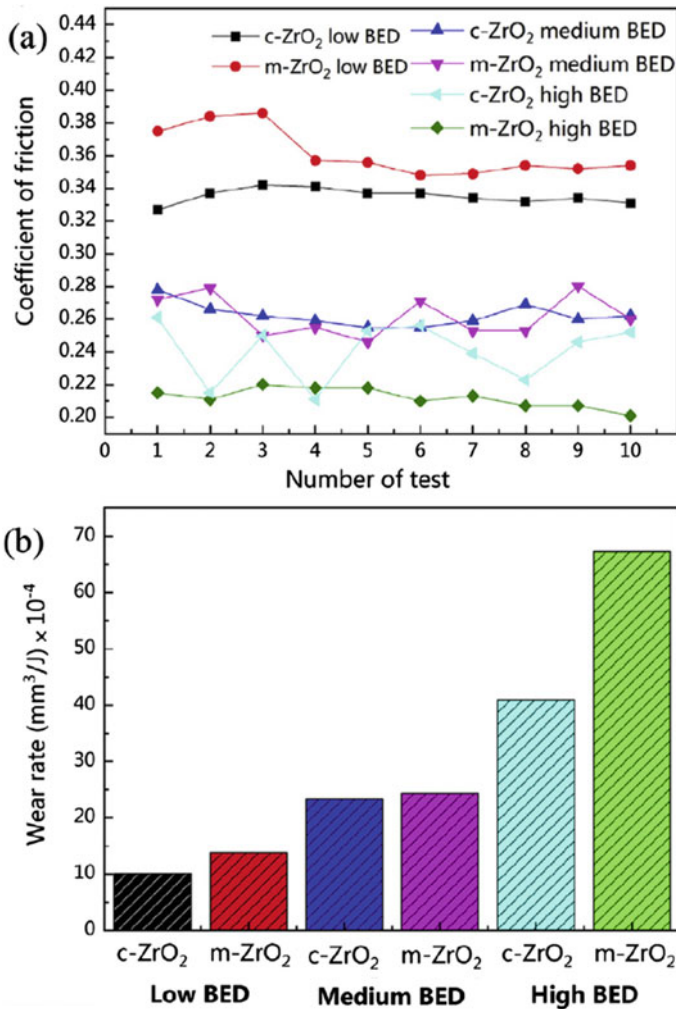 (a)
c-ZrO₂ low BED
m-ZrO₂ low BED
c-ZrO₂ medium BED
m-ZrO₂ medium BED
c-ZrO₂ high BED
m-ZrO₂ high BED
Coefficient of friction
0.44
0.42
0.40
0.38
0.36
0.34
0.32
0.30
0.28
0.26
0.24
0.22
0.20
0 1 2 3 4 5 6 7 8 9 10
Number of test
(b)
Wear rate (mm³/J) × 10⁻⁴
70
60
50
40
30
20
10
0
c-ZrO₂ m-ZrO₂ c-ZrO₂ m-ZrO₂ c-ZrO₂ m-ZrO₂
Low BED Medium BED High BED